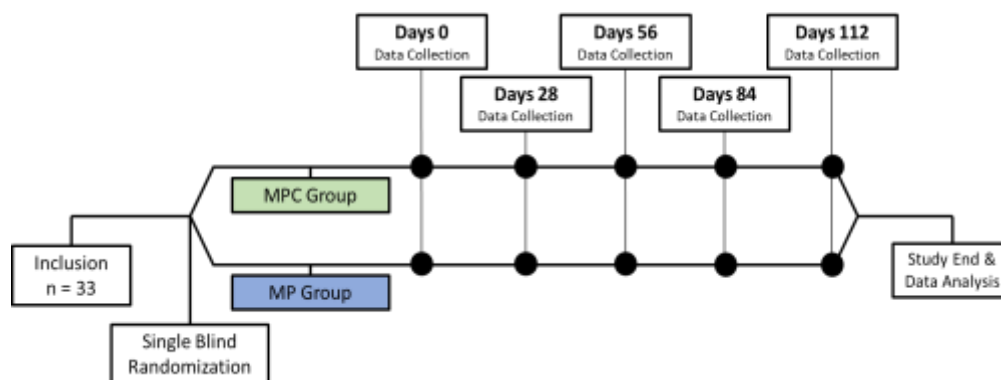 Days 0
Data Collection
Days 56
Data Collection
Days 112
Data Collection
Days 28
Data Collection
Days 84
Data Collection
MPC Group
Inclusion
n = 33
MP Group
Study End &
Data Analysis
Single Blind
Randomization